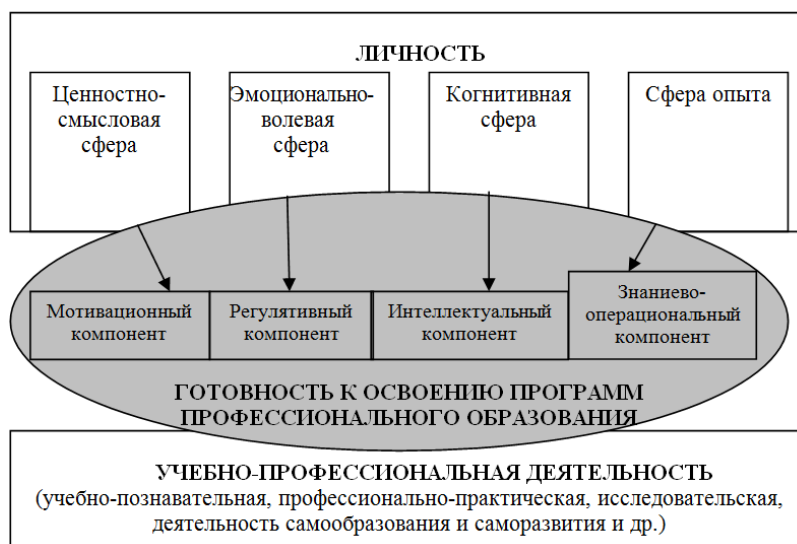 ЛИЧНОСТЬ
Ценностно-
смысловая
сфера
Эмоционально-
волевая
сфера
Когнитивная
сфера
Сфера опыта
Мотивационный
компонент
Регулятивный
компонент
Интеллектуальный
компонент
Знаниево-
операциональный
компонент
ГОТОВНОСТЬ К ОСВОЕНИЮ ПРОГРАММ
ПРОФЕССИОНАЛЬНОГО ОБРАЗОВАНИЯ
УЧЕБНО-ПРОФЕССИОНАЛЬНАЯ ДЕЯТЕЛЬНОСТЬ
(учебно-познавательная, профессионально-практическая, исследовательская,
деятельность самообразования и саморазвития и др.)